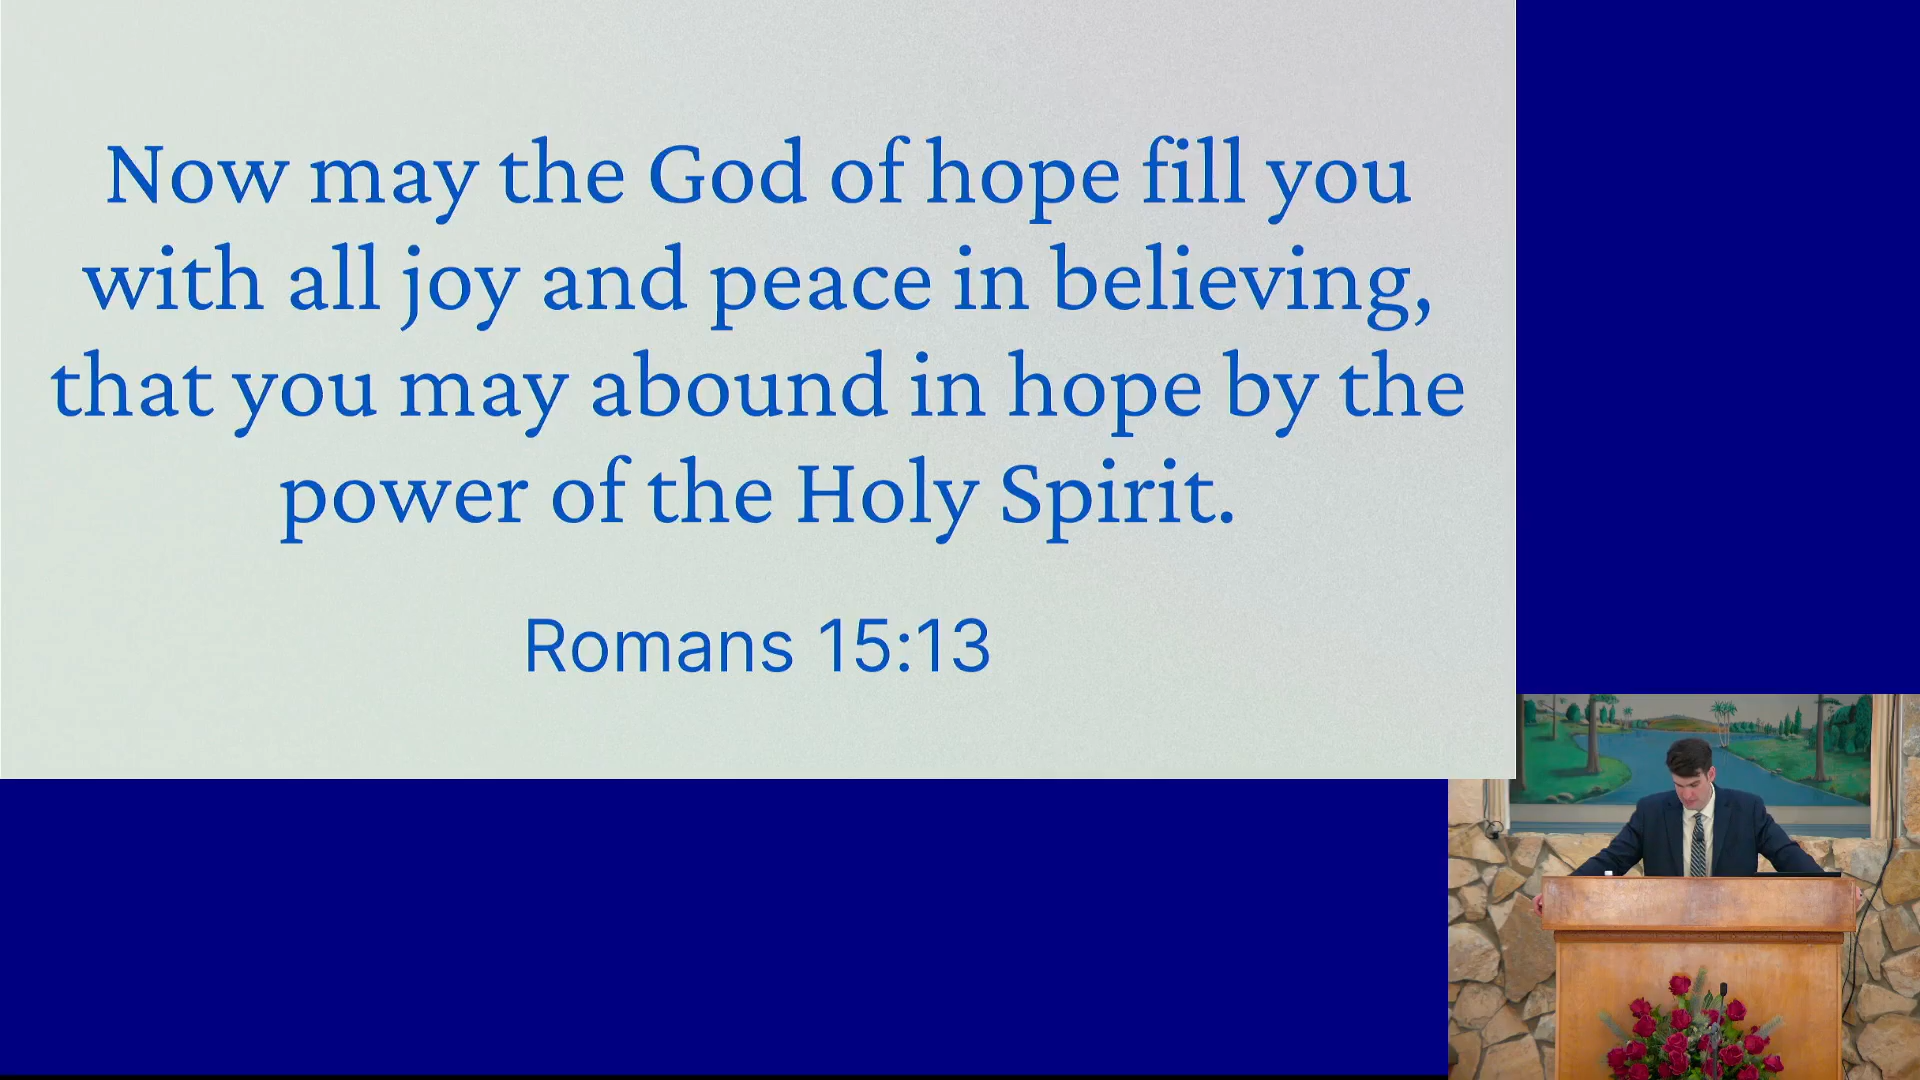 Now may the God of hope fill you
with all joy and peace in believing,
that you may abound in hope by the
power of the Holy Spirit.
Romans 15:13